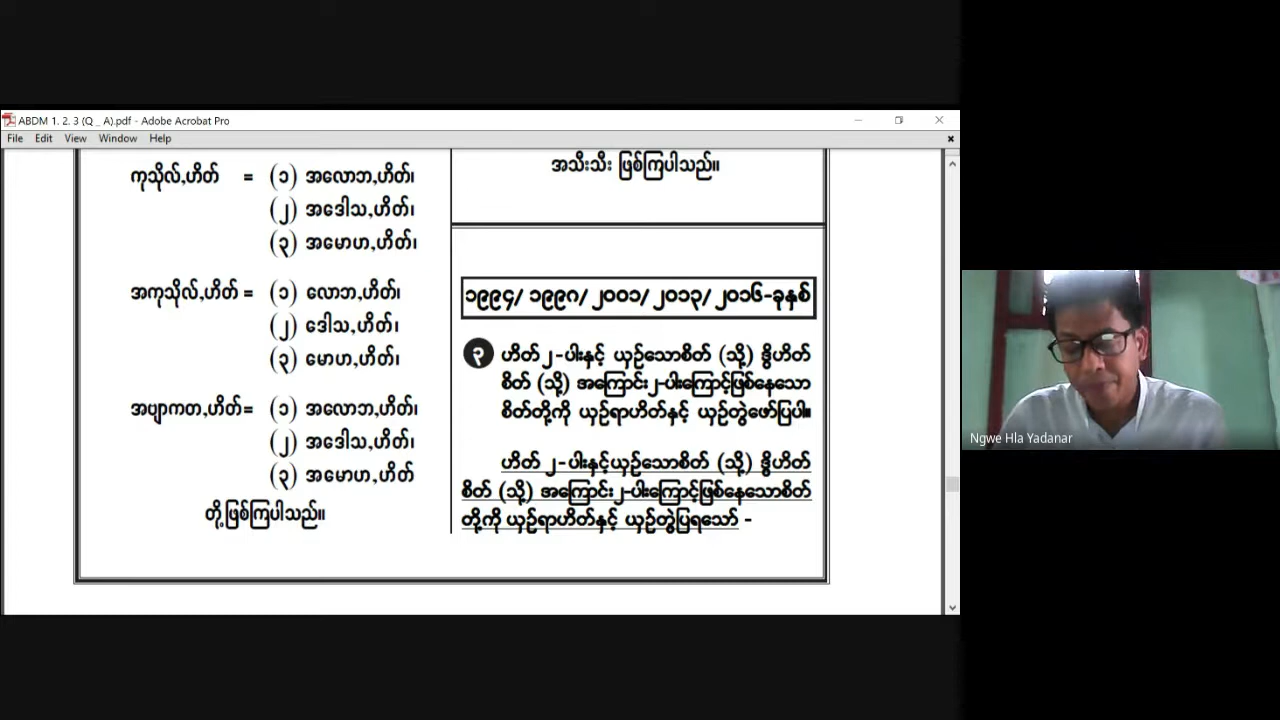 ABDM 1. 2. 3 (Q _ A).pdf - Adobe Acrobat Pro
File Edit View Window Help
ကုသိုလ်,ဟိတ် = (၁) အလောဘ,ဟိတ်၊
(၂) အဒေါသ,ဟိတ်၊
(၃) အမောဟ,ဟိတ်၊
အကုသိုလ်,ဟိတ် = (၁) လောဘ,ဟိတ်၊
(၂) ဒေါသ,ဟိတ်၊
(၃) မောဟ,ဟိတ်၊
အဗျာကတ,ဟိတ်= (၁) အလောဘ,ဟိတ်၊
(၂) အဒေါသ,ဟိတ်၊
(၃) အမောဟ,ဟိတ်
တို့ဖြစ်ကြပါသည်။
အသီးသီး ဖြစ်ကြပါသည်။
၁၉၉၄/ ၁၉၉၈/ ၂၀၀၁/ ၂၀၁၃/ ၂၀၁၆-ခုနှစ်
၃ ဟိတ်၂-ပါးနှင့် ယှဉ်သောစိတ် (သို့) ဒွိဟိတ်
စိတ် (သို့) အကြောင်း၂-ပါးကြောင့်ဖြစ်နေသော
စိတ်တို့ကို ယှဉ်ရာဟိတ်နှင့် ယှဉ်တွဲဖော်ပြပါ။
ဟိတ် ၂-ပါးနှင့်ယှဉ်သောစိတ် (သို့) ဒွိဟိတ်
စိတ် (သို့) အကြောင်း၂-ပါးကြောင့်ဖြစ်နေသောစိတ်
တို့ကို ယှဉ်ရာဟိတ်နှင့် ယှဉ်တွဲပြရသော် -
Ngwe Hla Yadanar